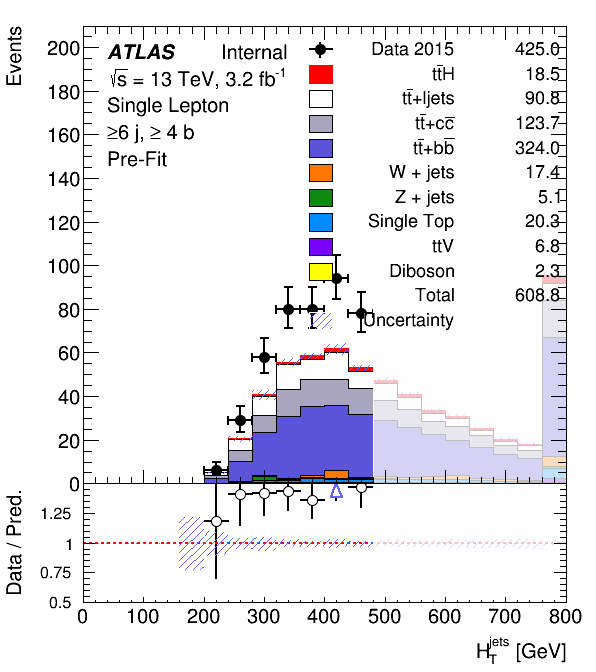 Events
200
180
160
140
120
100
80
60
40
20
0
ATLAS Internal
√s = 13 TeV, 3.2 fb-1
Single Lepton
≥6 j, ≥ 4 b
Pre-Fit
Data 2015 425.0
tt̄H 18.5
tt̄+ljets 90.8
tt̄+cc̄ 123.7
tt̄+bb̄ 324.0
W + jets 17.4
Z + jets 5.1
Single Top 20.3
ttV 6.8
Diboson 2.3
Total 608.8
Uncertainty
Data / Pred.
1.25
1
0.75
0.5
0 100 200 300 400 500 600 700 800
H_T^jets [GeV]